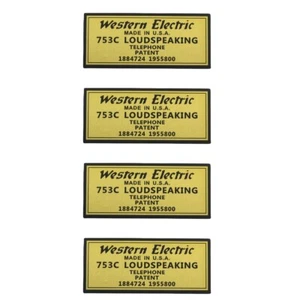 Western Electric
MADE IN U.S.A.
753C LOUDSPEAKING
TELEPHONE
PATENT
1884724 1955800
Western Electric
MADE IN U.S.A.
753C LOUDSPEAKING
TELEPHONE
PATENT
1884724 1955800
Western Electric
MADE IN U.S.A.
753C LOUDSPEAKING
TELEPHONE
PATENT
1884724 1955800
Western Electric
MADE IN U.S.A.
753C LOUDSPEAKING
TELEPHONE
PATENT
1884724 1955800